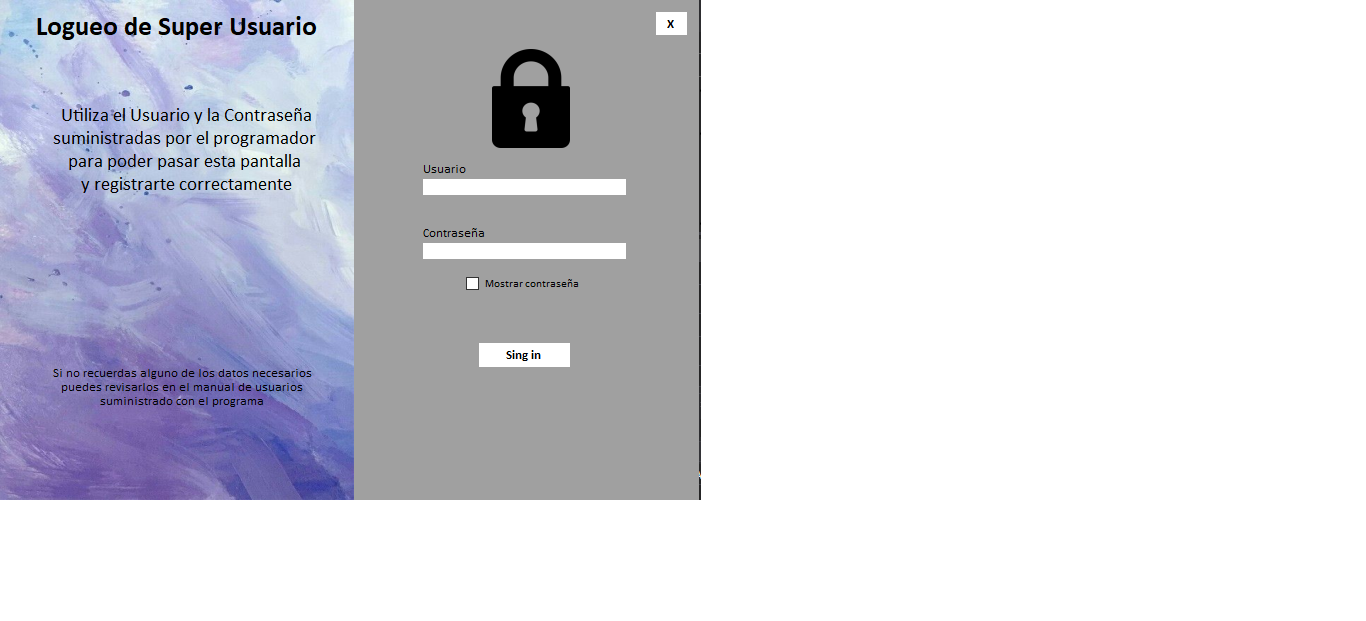 Logueo de Super Usuario
Utiliza el Usuario y la Contraseña
suministradas por el programador
para poder pasar esta pantalla
y registrarte correctamente
Si no recuerdas alguno de los datos necesarios
puedes revisarlos en el manual de usuarios
suministrado con el programa
X
Usuario
Contraseña
Mostrar contraseña
Sing in